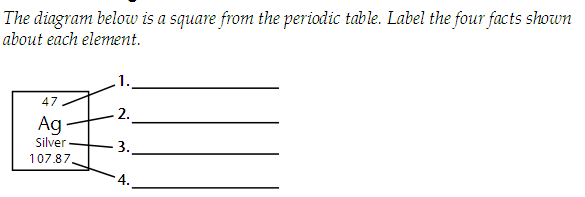 The diagram below is a square from the periodic table. Label the four facts shown
about each element.
47
Ag
Silver
107.87
1.
2.
3.
4.